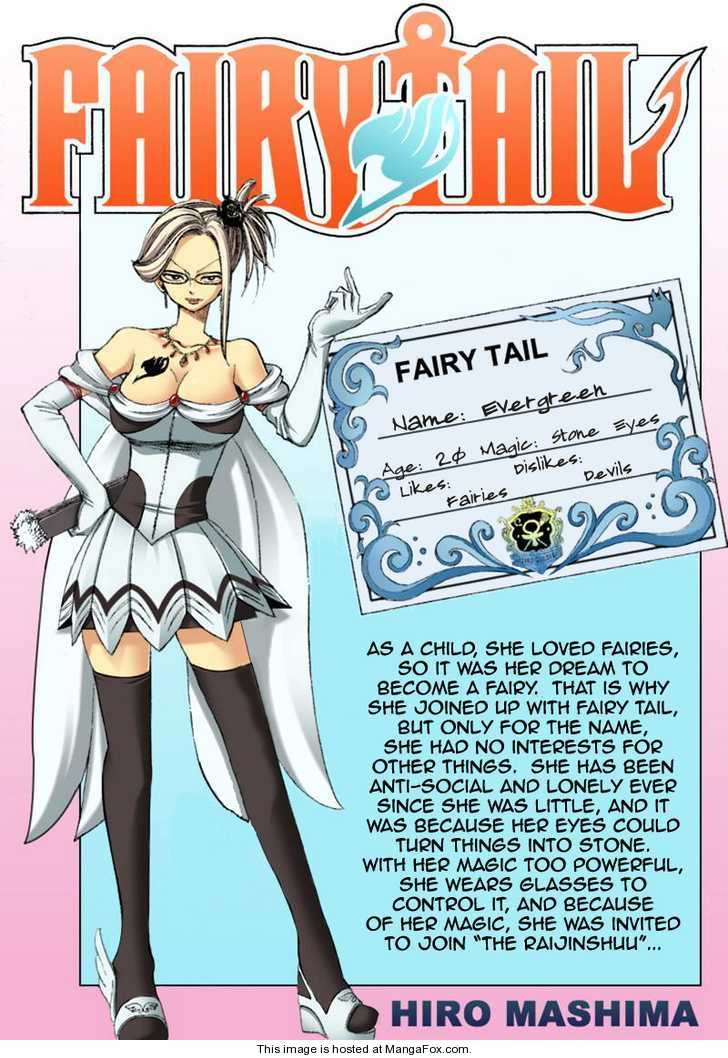 FAIRY TAIL
FAIRY TAIL
Name: Evergreen
Age: 20 Magic: Stone Eyes
Likes: Dislikes:
Fairies Devils
AS A CHILD, SHE LOVED FAIRIES,
SO IT WAS HER DREAM TO
BECOME A FAIRY. THAT IS WHY
SHE JOINED UP WITH FAIRY TAIL,
BUT ONLY FOR THE NAME,
SHE HAD NO INTERESTS FOR
OTHER THINGS. SHE HAS BEEN
ANTI-SOCIAL AND LONELY EVER
SINCE SHE WAS LITTLE, AND IT
WAS BECAUSE HER EYES COULD
TURN THINGS INTO STONE.
WITH HER MAGIC TOO POWERFUL,
SHE WEARS GLASSES TO
CONTROL IT, AND BECAUSE
OF HER MAGIC, SHE WAS INVITED
TO JOIN "THE RAIJINSHUU"...
HIRO MASHIMA
This image is hosted at MangaFox.com.